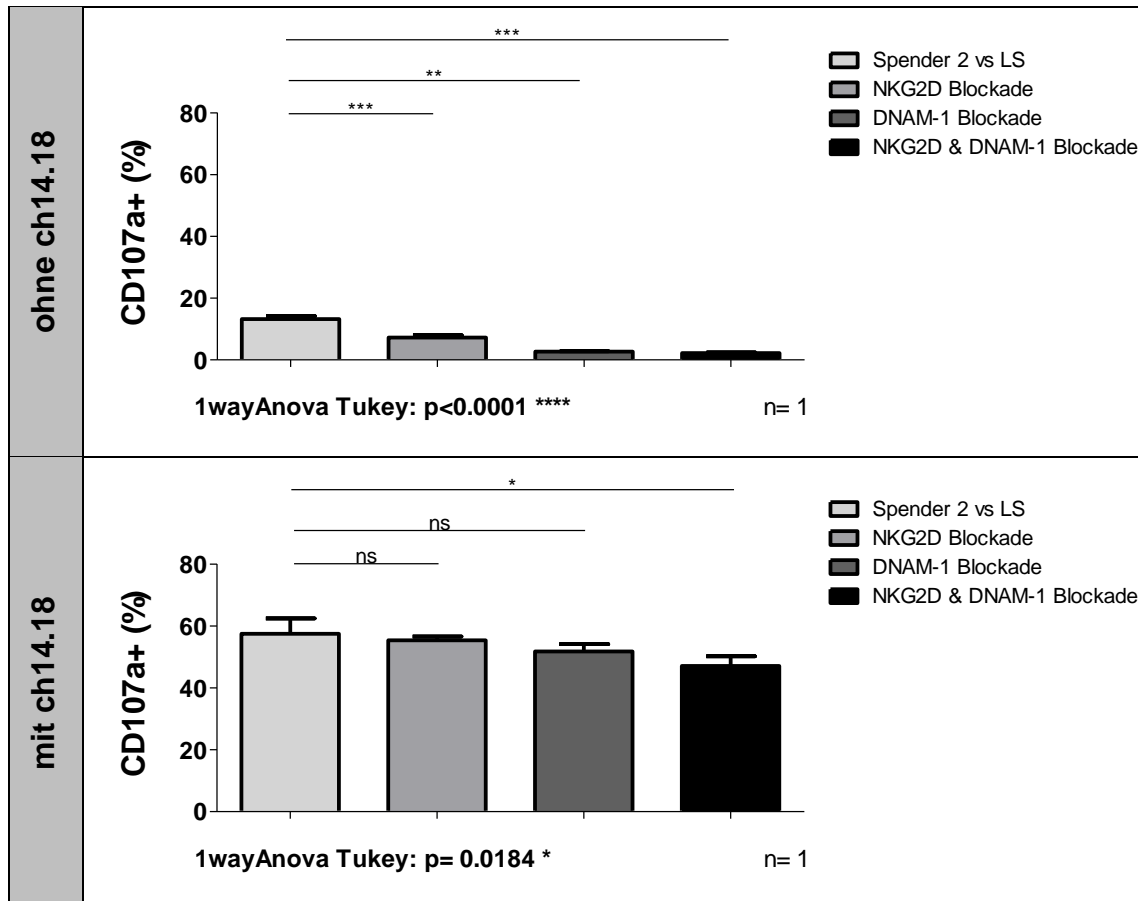 ohne ch14.18
***
**
***
CD107a+ (%)
80
60
40
20
0
Spender 2 vs LS
NKG2D Blockade
DNAM-1 Blockade
NKG2D & DNAM-1 Blockade
1wayAnova Tukey: p<0.0001 **** n= 1
mit ch14.18
*
ns
ns
CD107a+ (%)
80
60
40
20
0
Spender 2 vs LS
NKG2D Blockade
DNAM-1 Blockade
NKG2D & DNAM-1 Blockade
1wayAnova Tukey: p= 0.0184 * n= 1